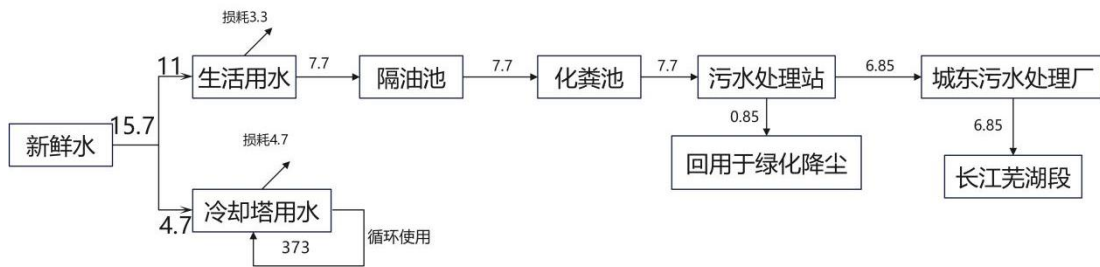 损耗3.3
11
生活用水
7.7
隔油池
7.7
化粪池
7.7
污水处理站
6.85
城东污水处理厂
新鲜水
15.7
0.85
6.85
损耗4.7
回用于绿化降尘
长江芜湖段
4.7
冷却塔用水
373
循环使用